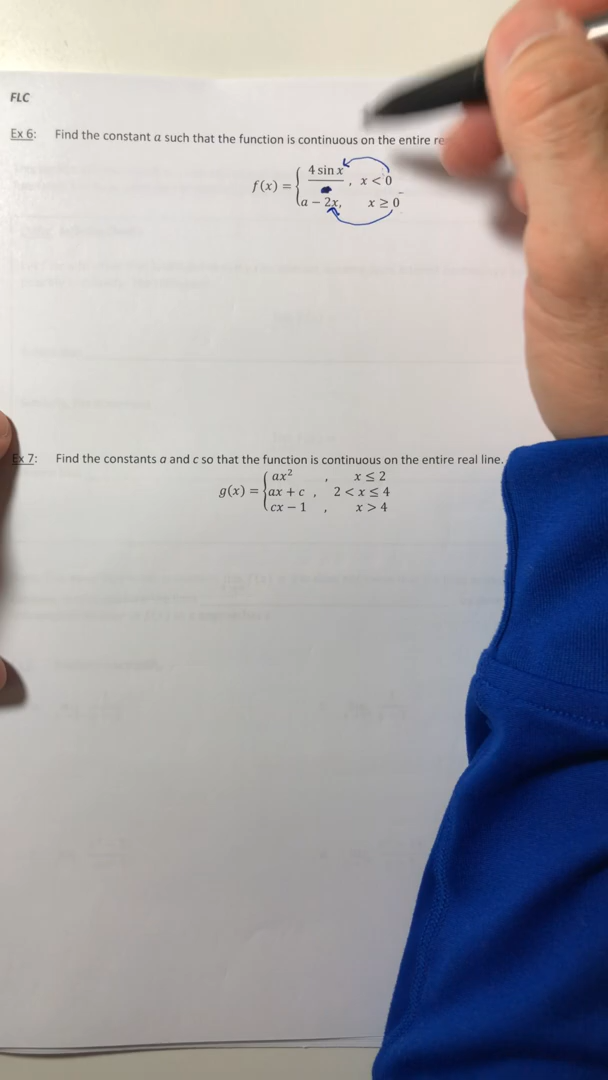 FLC
Ex 6: Find the constant a such that the function is continuous on the entire re
f(x) = { 4 sin x / , x < 0
a − 2x, x ≥ 0
Ex 7: Find the constants a and c so that the function is continuous on the entire real line.
g(x) = { ax² , x ≤ 2
ax + c , 2 < x ≤ 4
cx − 1 , x > 4